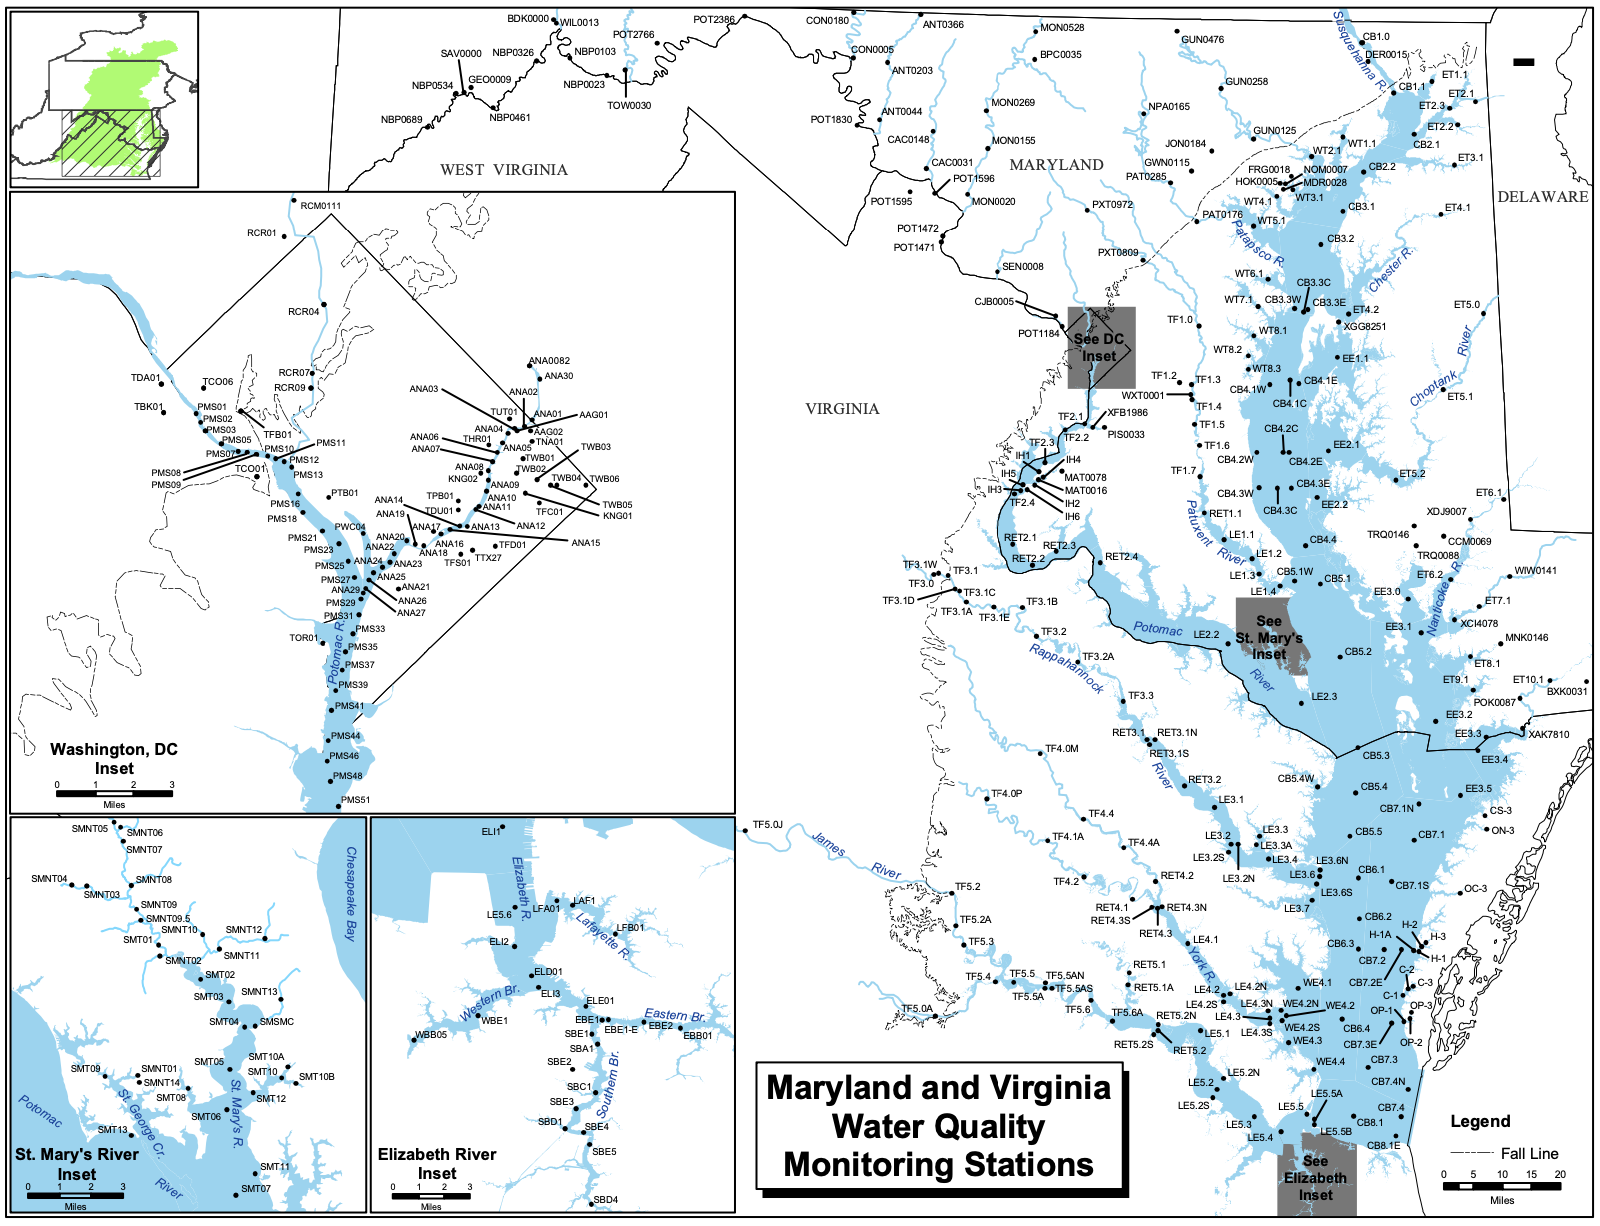 BDK0000
WIL0013
POT2386
CON0180
ANT0366
MON0528
GUN0476
CB1.0
DER0015
Susquehanna R.
POT2766
NBP0326
NBP0103
SAV0000
GEO0009
NBP0534
NBP0023
TOW0030
NBP0461
NBP0689
CON0005
ANT0203
BPC0035
GUN0258
CB1.1
ET1.1
ET2.1
ET2.3
ET2.2
CB2.1
MON0269
NPA0165
ANT0044
POT1830
CAC0148
MON0155
GUN0125
JON0184
WT2.1
WT1.1
ET3.1
WEST VIRGINIA
MARYLAND
DELAWARE
CAC0031
GWN0115
PAT0285
FRG0018
NOM0007
HOK0005
MDR0028
CB2.2
POT1596
POT1595
MON0020
WT4.1
WT3.1
PXT0972
PAT0176
WT5.1
CB3.1
ET4.1
POT1472
POT1471
Patapsco R.
CB3.2
PXT0809
SEN0008
Chester R.
WT6.1
CB3.3C
CJB0005
WT7.1
CB3.3W
CB3.3E
ET4.2
XGG8251
ET5.0
POT1184
TF1.0
WT8.1
See DC
Inset
WT8.2
EE1.1
River
Choptank
WT8.3
TF1.2
TF1.3
WXT0001
TF1.4
CB4.1W
CB4.1E
CB4.1C
ET5.1
VIRGINIA
TF2.1
XFB1986
PIS0033
TF1.5
TF2.2
TF2.3
TF1.6
CB4.2C
EE2.1
IH1
IH4
IH5
MAT0078
MAT0016
IH3
TF2.4
IH2
IH6
TF1.7
CB4.2W
CB4.2E
ET5.2
CB4.3W
CB4.3E
CB4.3C
EE2.2
ET6.1
RET1.1
XDJ9007
TRQ0146
CCM0069
TRQ0088
Patuxent River
LE1.1
CB4.4
RET2.1
RET2.3
RET2.2
RET2.4
LE1.2
LE1.3
CB5.1W
CB5.1
LE1.4
ET6.2
WIW0141
EE3.0
ET7.1
Nanticoke R.
TF3.1W
TF3.1
TF3.0
TF3.1C
TF3.1D
TF3.1A
TF3.1B
TF3.1E
XCI4078
EE3.1
MNK0146
Potomac
River
LE2.2
See
St. Mary's
Inset
TF3.2
Rappahannock
River
TF3.2A
CB5.2
ET8.1
ET9.1
ET10.1
BXK0031
POK0087
TF3.3
LE2.3
EE3.2
EE3.3
XAK7810
RET3.1
RET3.1N
RET3.1S
TF4.0M
CB5.3
EE3.4
RET3.2
CB5.4W
CB5.4
EE3.5
TF4.0P
LE3.1
CB7.1N
CS-3
TF4.4
TF5.0J
James
River
TF4.1A
TF4.4A
LE3.2
LE3.3
LE3.3A
LE3.2S
LE3.4
LE3.2N
CB5.5
CB7.1
ON-3
TF4.2
RET4.2
LE3.6N
LE3.6
LE3.6S
CB6.1
CB7.1S
OC-3
TF5.2
RET4.1
RET4.3S
RET4.3N
RET4.3
LE3.7
TF5.2A
TF5.3
LE4.1
York R.
CB6.2
CB6.3
H-1A
H-2
H-3
H-1
CB7.2
CB7.2E
C-2
C-3
C-1
TF5.4
TF5.5
TF5.5A
TF5.5AN
TF5.5AS
RET5.1
RET5.1A
TF5.6
TF5.0A
TF5.6A
LE4.2
LE4.2N
LE4.2S
WE4.1
LE4.3N
WE4.2N
WE4.2
LE4.3
LE4.3S
WE4.2S
WE4.3
WE4.4
RET5.2N
RET5.2S
RET5.2
LE5.1
CB6.4
OP-1
OP-3
OP-2
CB7.3E
CB7.3
CB7.4N
LE5.2
LE5.2N
LE5.2S
LE5.3
LE5.4
LE5.5
LE5.5A
LE5.5B
CB8.1
CB7.4
CB8.1E
See
Elizabeth
Inset
RCM0111
RCR01
RCR04
RCR07
RCR09
TDA01
TCO06
TBK01
PMS01
PMS02
PMS03
PMS05
TFB01
PMS07
PMS10
PMS11
PMS12
PMS08
PMS09
TCO01
PMS13
PMS16
PTB01
PMS18
PMS21
PWC04
PMS23
PMS25
ANA24
PMS27
ANA29
PMS29
PMS31
PMS33
TOR01
PMS35
PMS37
PMS39
PMS41
PMS44
PMS46
PMS48
PMS51
Potomac R.
ANA0082
ANA30
ANA03
ANA02
TUT01
ANA01
AAG01
ANA04
AAG02
ANA06
THR01
TNA01
ANA05
TWB03
ANA07
TWB01
ANA08
TWB02
KNG02
TWB04
TWB06
ANA09
ANA14
TPB01
ANA10
TWB05
ANA19
TDU01
ANA11
TFC01
KNG01
ANA17
ANA13
ANA12
ANA20
ANA16
ANA15
ANA22
ANA18
TFD01
TFS01
TTX27
ANA23
ANA25
ANA21
ANA26
ANA27
Washington, DC
Inset
0 1 2 3
Miles
SMNT05
SMNT06
SMNT07
SMNT04
SMNT03
SMNT08
SMNT09
SMNT09.5
SMNT10
SMNT12
SMT01
SMNT11
SMNT02
SMT02
SMT03
SMNT13
SMT04
SMSMC
SMT05
SMT10A
SMT10
SMT10B
SMT09
SMNT01
SMNT14
SMT08
SMT12
SMT06
SMT13
SMT11
SMT07
Chesapeake Bay
Potomac
River
St. George Cr.
St. Mary's R.
St. Mary's River
Inset
0 1 2 3
Miles
ELI1
Elizabeth R.
LE5.6
LFA01
LAF1
Lafayette R.
LFB01
ELI2
ELD01
ELI3
Western Br.
WBE1
WBB05
ELE01
Eastern Br.
EBE1
EBE1-E
EBE2
EBB01
SBE1
SBA1
SBE2
SBC1
Southern Br.
SBE3
SBD1
SBE4
SBE5
SBD4
Elizabeth River
Inset
0 1 2 3
Miles
Maryland and Virginia
Water Quality
Monitoring Stations
Legend
Fall Line
0 5 10 20
Miles